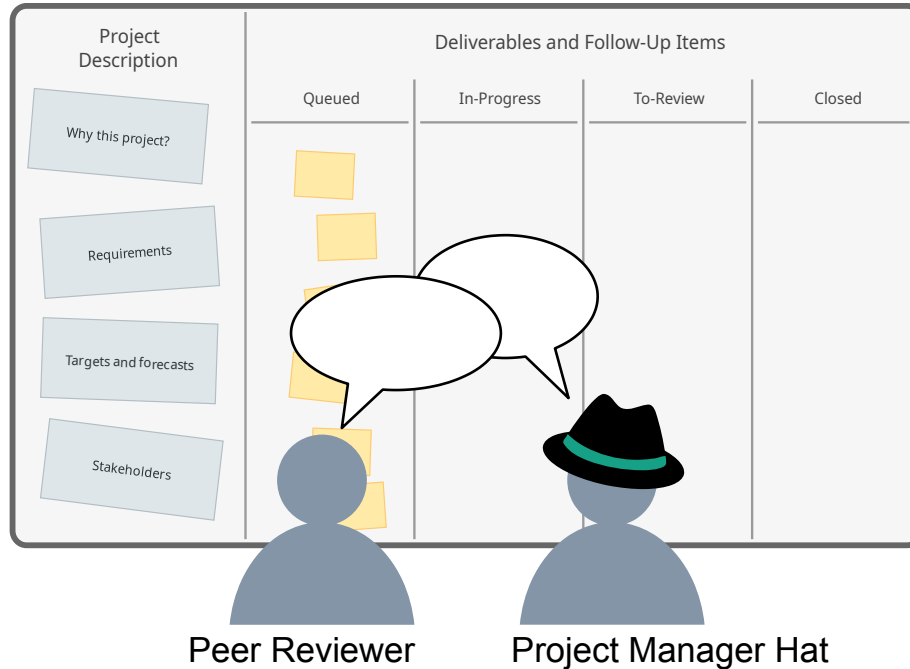 Project
Description
Deliverables and Follow-Up Items
Queued
In-Progress
To-Review
Closed
Why this project?
Requirements
Targets and forecasts
Stakeholders
Peer Reviewer
Project Manager Hat